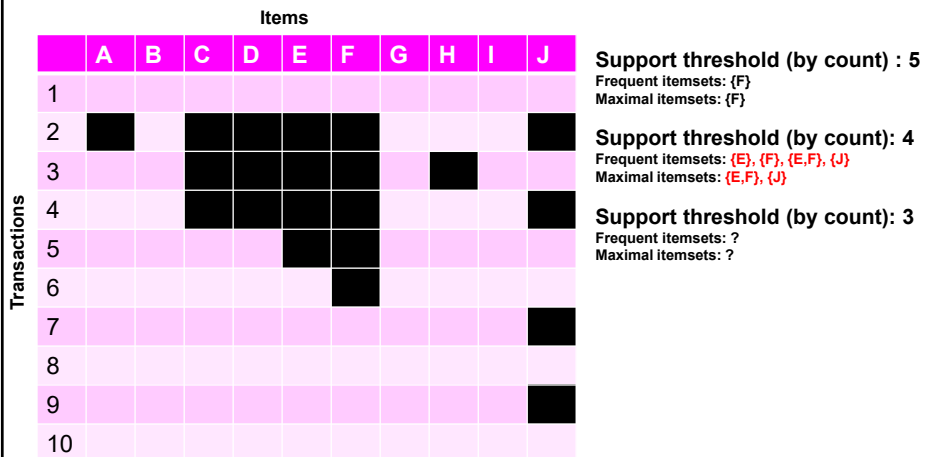 Items
A B C D E F G H I J
1
2
3
4
5
6
7
8
9
10
Transactions
Support threshold (by count) : 5
Frequent itemsets: {F}
Maximal itemsets: {F}
Support threshold (by count): 4
Frequent itemsets: {E}, {F}, {E,F}, {J}
Maximal itemsets: {E,F}, {J}
Support threshold (by count): 3
Frequent itemsets: ?
Maximal itemsets: ?